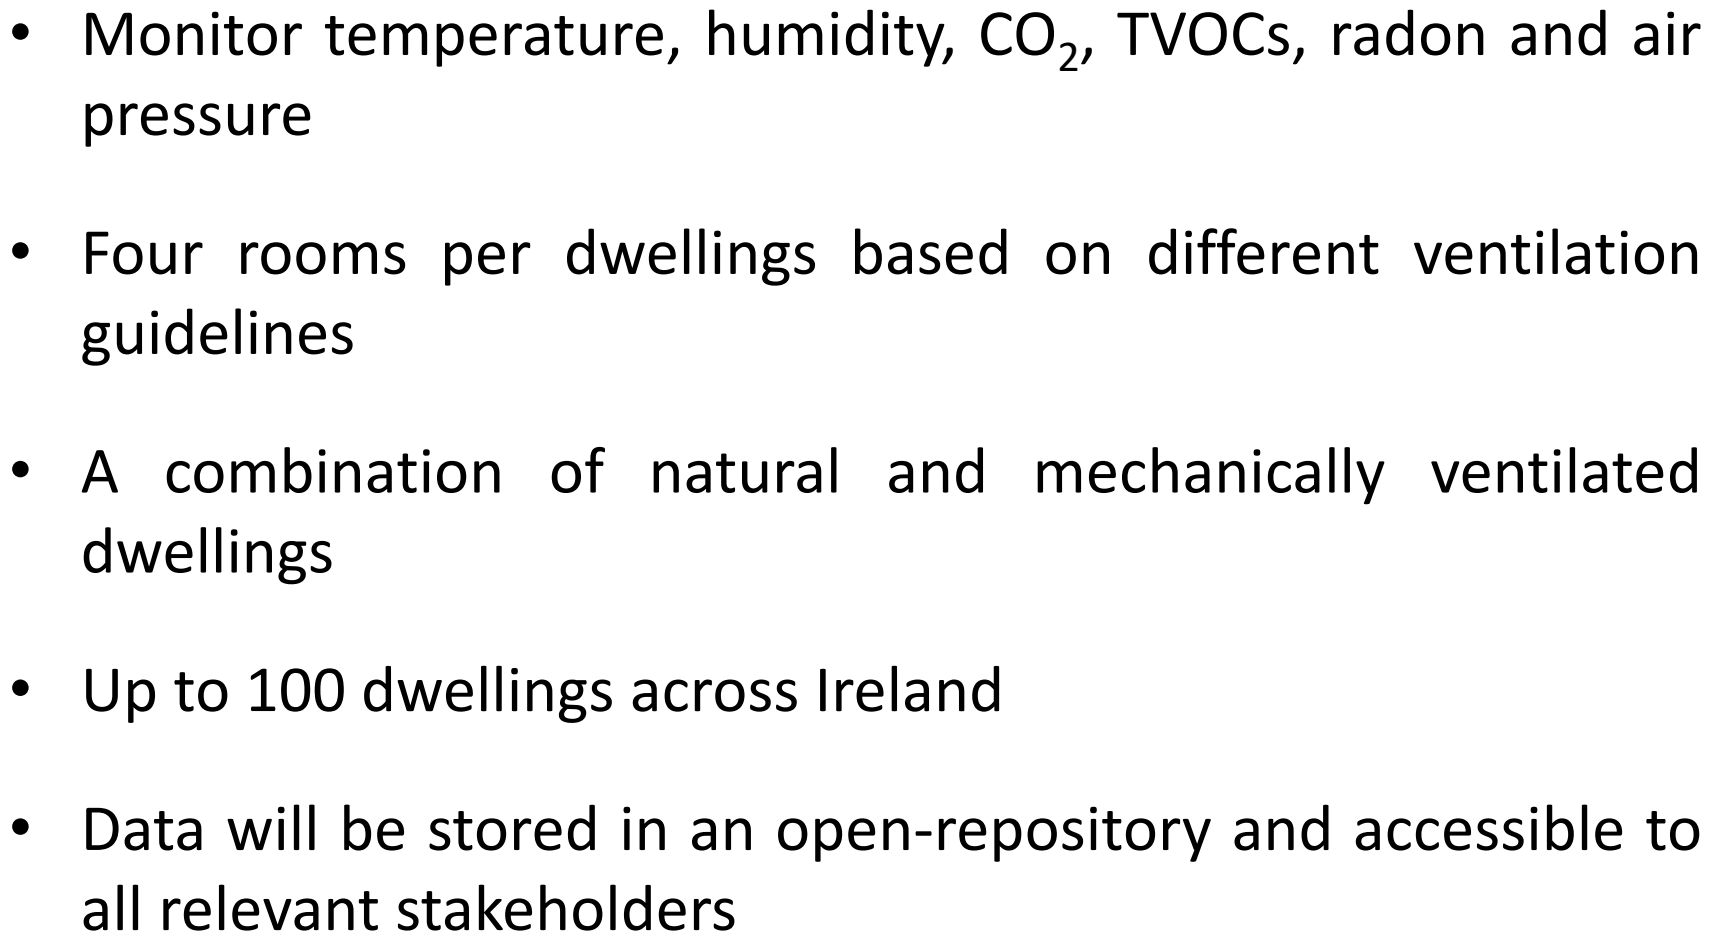 • Monitor temperature, humidity, CO₂, TVOCs, radon and air
pressure
• Four rooms per dwellings based on different ventilation
guidelines
• A combination of natural and mechanically ventilated
dwellings
• Up to 100 dwellings across Ireland
• Data will be stored in an open-repository and accessible to
all relevant stakeholders